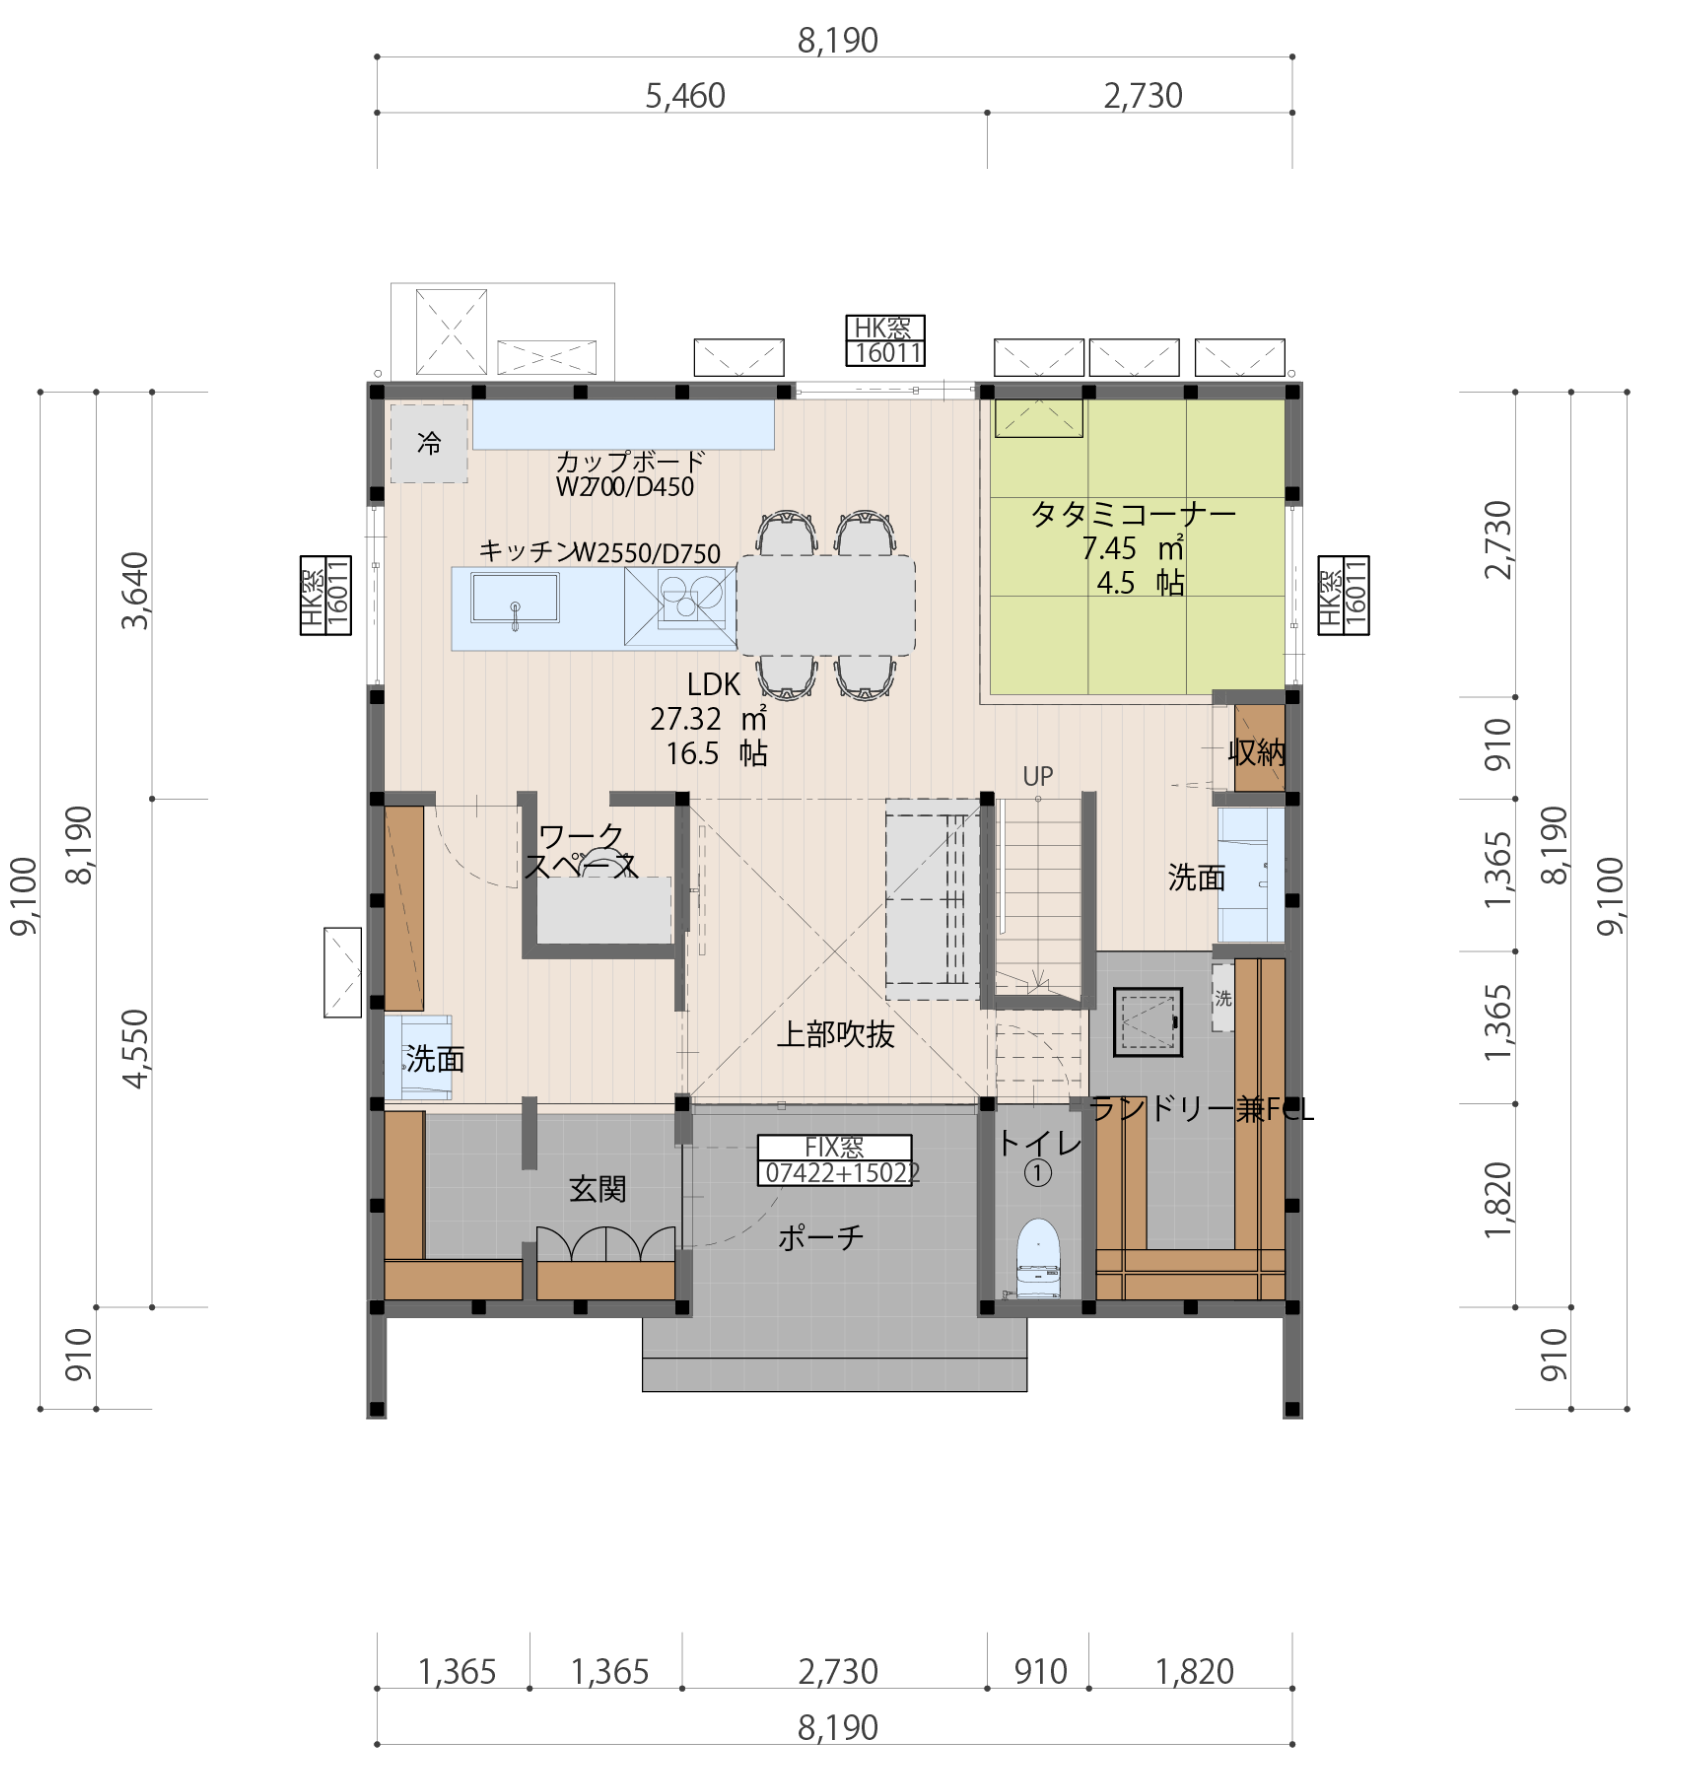 8,190
5,460
2,730
HK窓
16011
冷
カップボード
W2700/D450
キッチンW2550/D750
タタミコーナー
7.45 ㎡
4.5 帖
HK窓
16011
HK窓
16011
LDK
27.32 ㎡
16.5 帖
収納
UP
ワーク
スペース
洗面
洗
上部吹抜
洗面
ランドリー兼FCL
トイレ
①
FIX窓
07422+15022
玄関
ポーチ
9,100
8,190
910
3,640
4,550
2,730
910
1,365
1,365
1,820
8,190
910
9,100
1,365
1,365
2,730
910
1,820
8,190